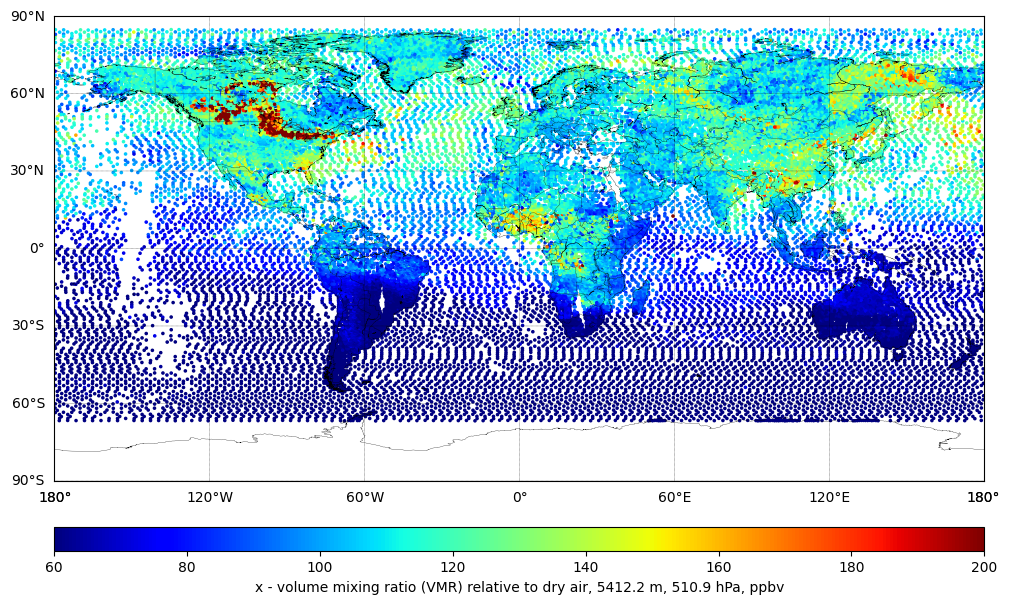 90°N
60°N
30°N
0°
30°S
60°S
90°S
180° 120°W 60°W 0° 60°E 120°E 180°
60 80 100 120 140 160 180 200
x - volume mixing ratio (VMR) relative to dry air, 5412.2 m, 510.9 hPa, ppbv